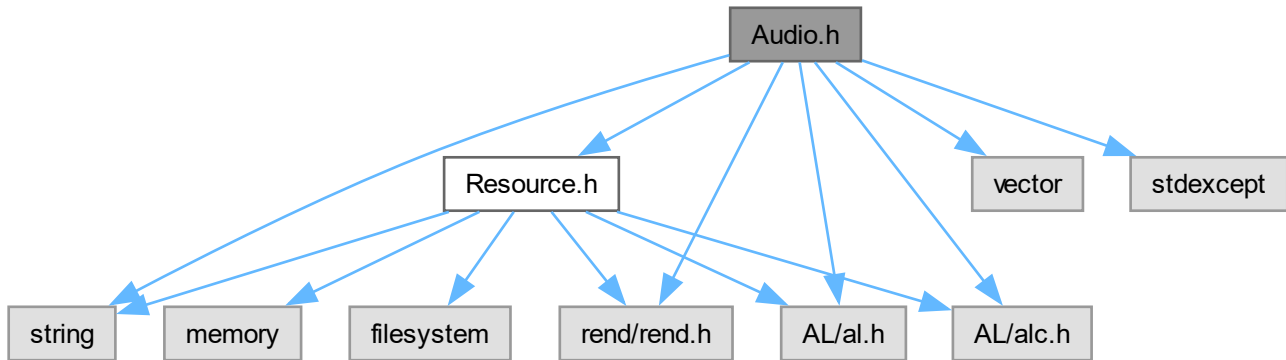 Audio.h
Resource.h
vector
stdexcept
string
memory
filesystem
rend/rend.h
AL/al.h
AL/alc.h